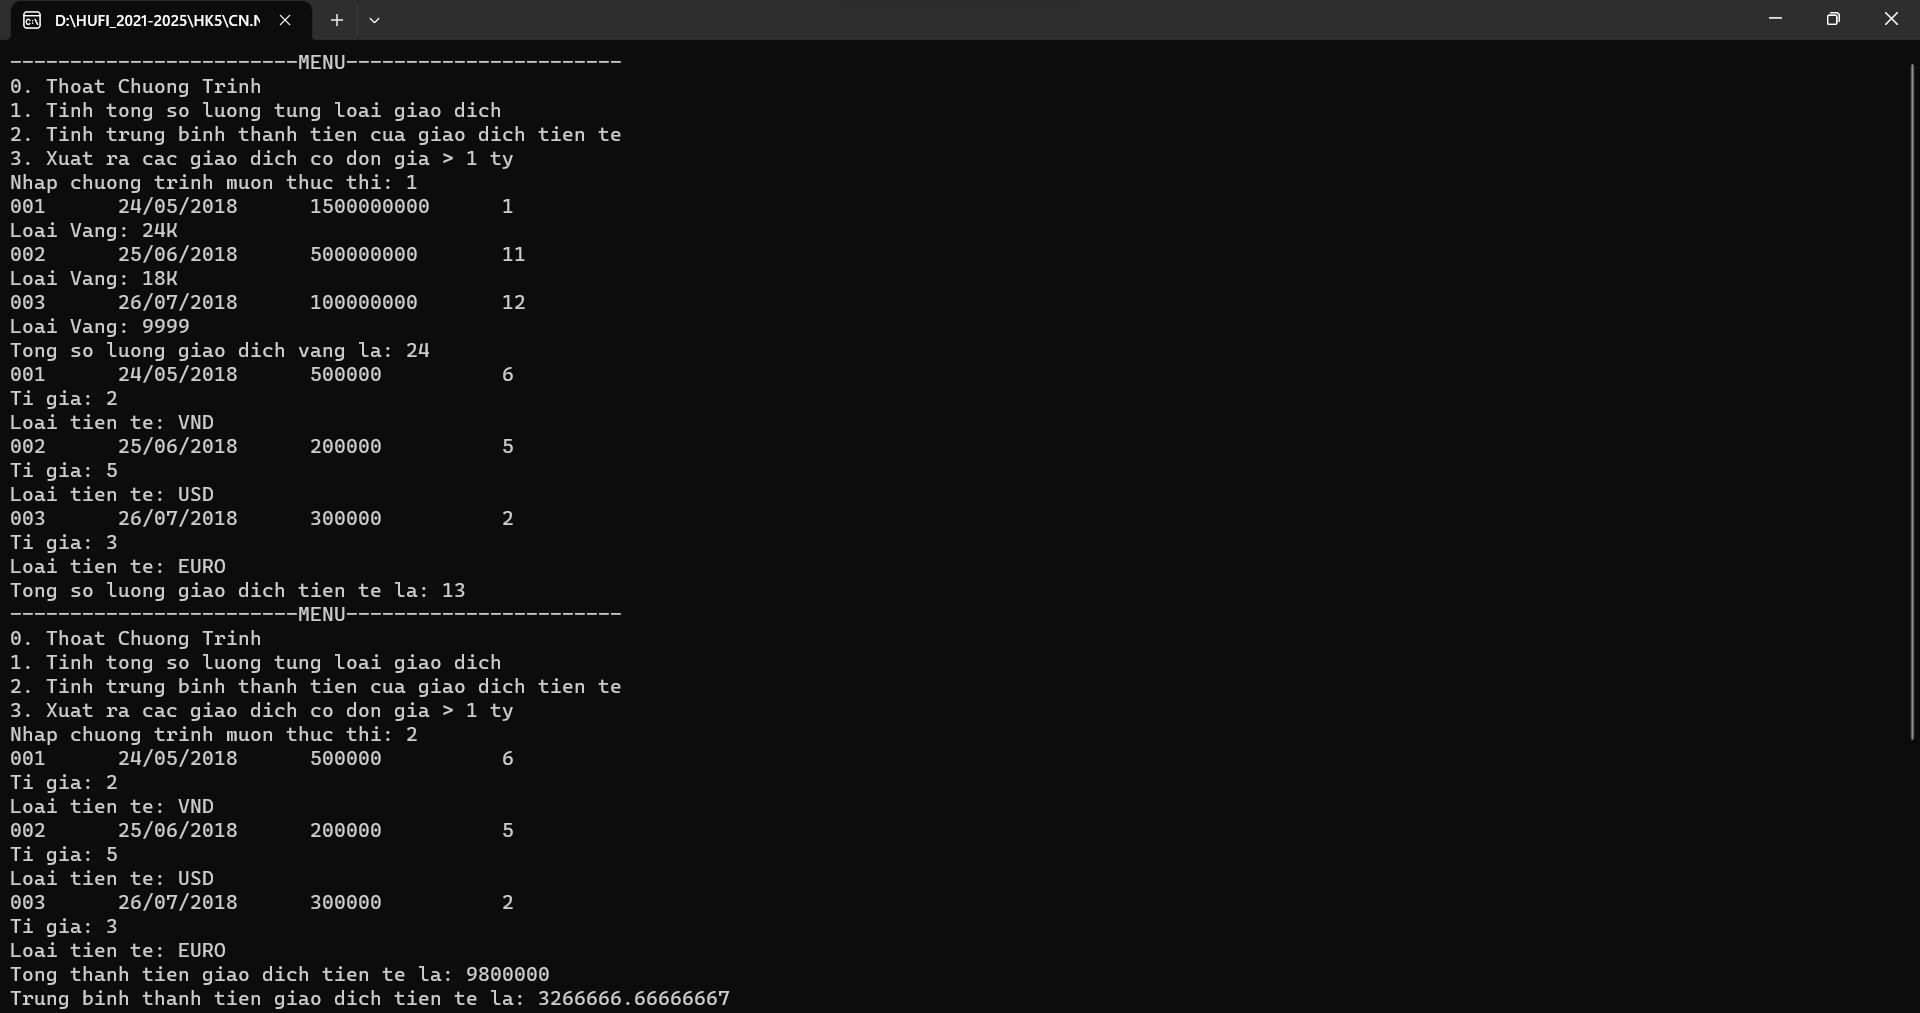 D:\HUFI_2021-2025\HK5\CN.N
------------------------MENU-----------------------
0. Thoat Chuong Trinh
1. Tinh tong so luong tung loai giao dich
2. Tinh trung binh thanh tien cua giao dich tien te
3. Xuat ra cac giao dich co don gia > 1 ty
Nhap chuong trinh muon thuc thi: 1
001      24/05/2018      1500000000      1
Loai Vang: 24K
002      25/06/2018      500000000       11
Loai Vang: 18K
003      26/07/2018      100000000       12
Loai Vang: 9999
Tong so luong giao dich vang la: 24
001      24/05/2018      500000          6
Ti gia: 2
Loai tien te: VND
002      25/06/2018      200000          5
Ti gia: 5
Loai tien te: USD
003      26/07/2018      300000          2
Ti gia: 3
Loai tien te: EURO
Tong so luong giao dich tien te la: 13
------------------------MENU-----------------------
0. Thoat Chuong Trinh
1. Tinh tong so luong tung loai giao dich
2. Tinh trung binh thanh tien cua giao dich tien te
3. Xuat ra cac giao dich co don gia > 1 ty
Nhap chuong trinh muon thuc thi: 2
001      24/05/2018      500000          6
Ti gia: 2
Loai tien te: VND
002      25/06/2018      200000          5
Ti gia: 5
Loai tien te: USD
003      26/07/2018      300000          2
Ti gia: 3
Loai tien te: EURO
Tong thanh tien giao dich tien te la: 9800000
Trung binh thanh tien giao dich tien te la: 3266666.66666667